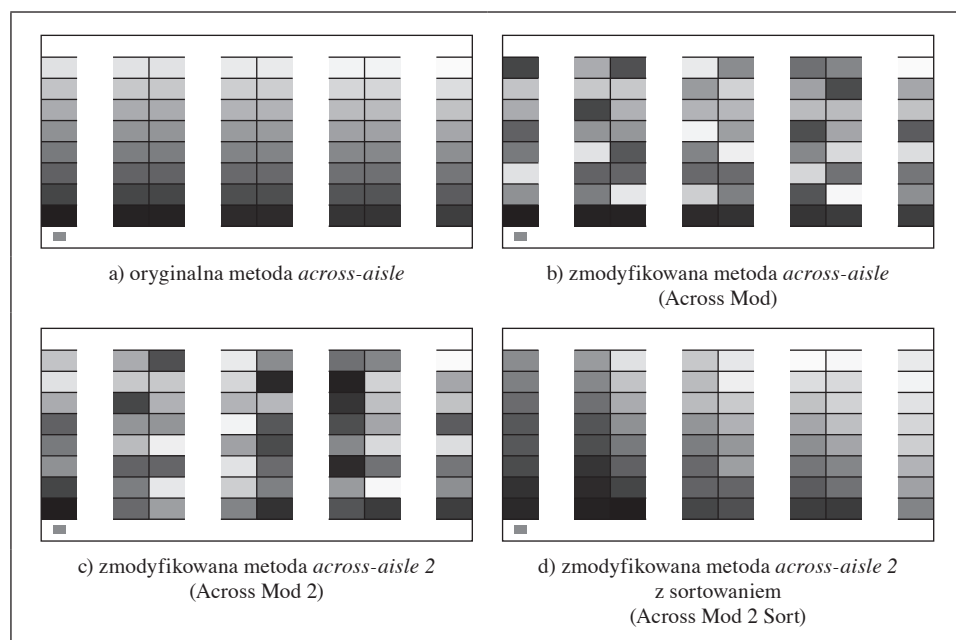 a) oryginalna metoda across-aisle
b) zmodyfikowana metoda across-aisle
(Across Mod)
c) zmodyfikowana metoda across-aisle 2
(Across Mod 2)
d) zmodyfikowana metoda across-aisle 2
z sortowaniem
(Across Mod 2 Sort)